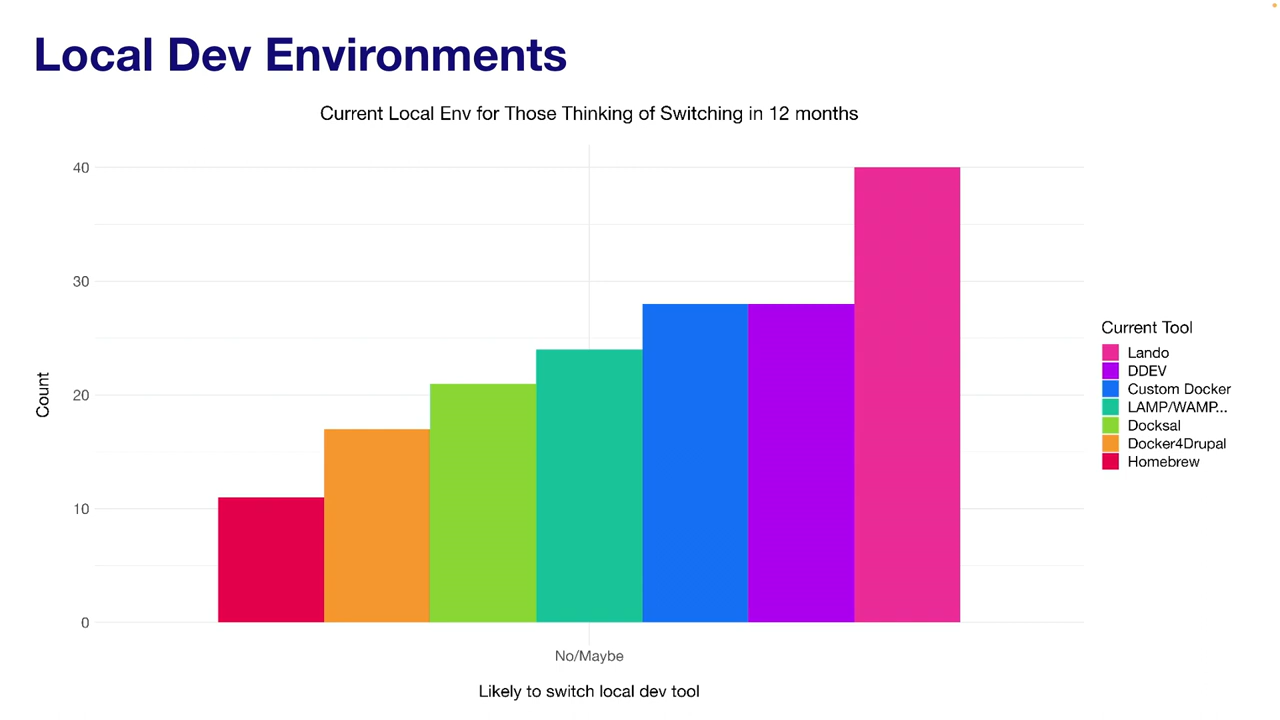 Local Dev Environments
Current Local Env for Those Thinking of Switching in 12 months
40
30
20
10
0
Count
No/Maybe
Likely to switch local dev tool
Current Tool
Lando
DDEV
Custom Docker
LAMP/WAMP...
Docksal
Docker4Drupal
Homebrew